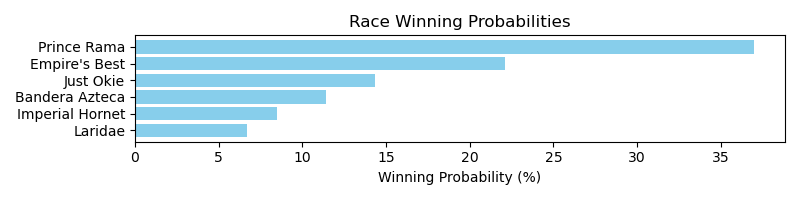 Race Winning Probabilities
Prince Rama
Empire's Best
Just Okie
Bandera Azteca
Imperial Hornet
Laridae
0 5 10 15 20 25 30 35
Winning Probability (%)